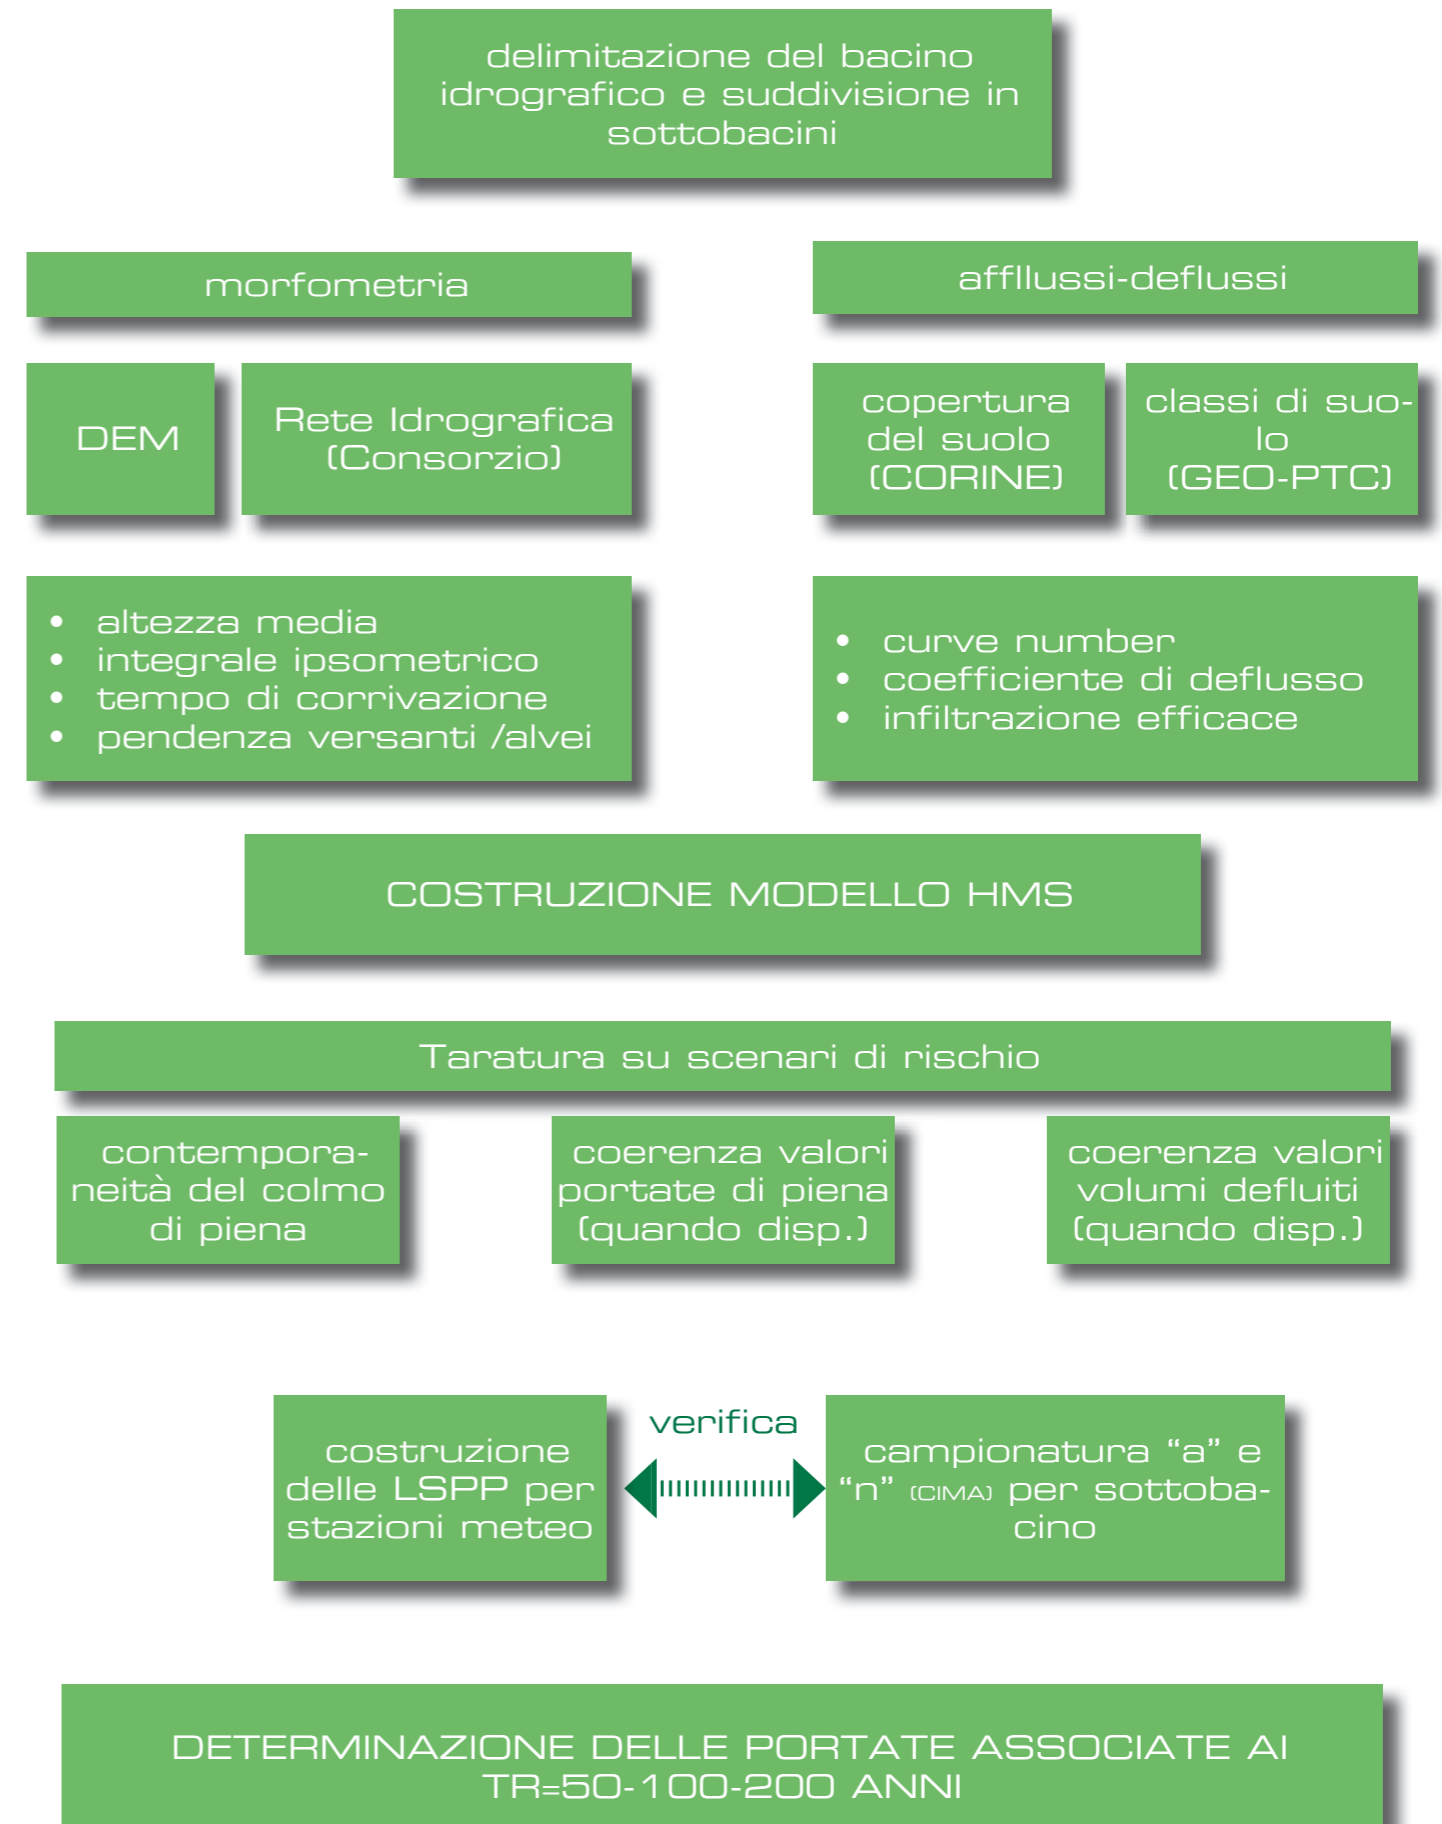 delimitazione del bacino
idrografico e suddivisione in
sottobacini
morfometria
affllussi-deflussi
DEM
Rete Idrografica
(Consorzio)
copertura
del suolo
(CORINE)
classi di suo-
lo
(GEO-PTC)
• altezza media
• integrale ipsometrico
• tempo di corrivazione
• pendenza versanti /alvei
• curve number
• coefficiente di deflusso
• infiltrazione efficace
COSTRUZIONE MODELLO HMS
Taratura su scenari di rischio
contempora-
neità del colmo
di piena
coerenza valori
portate di piena
(quando disp.)
coerenza valori
volumi defluiti
(quando disp.)
costruzione
delle LSPP per
stazioni meteo
verifica
campionatura “a” e
“n” (CIMA) per sottoba-
cino
DETERMINAZIONE DELLE PORTATE ASSOCIATE AI
TR=50-100-200 ANNI